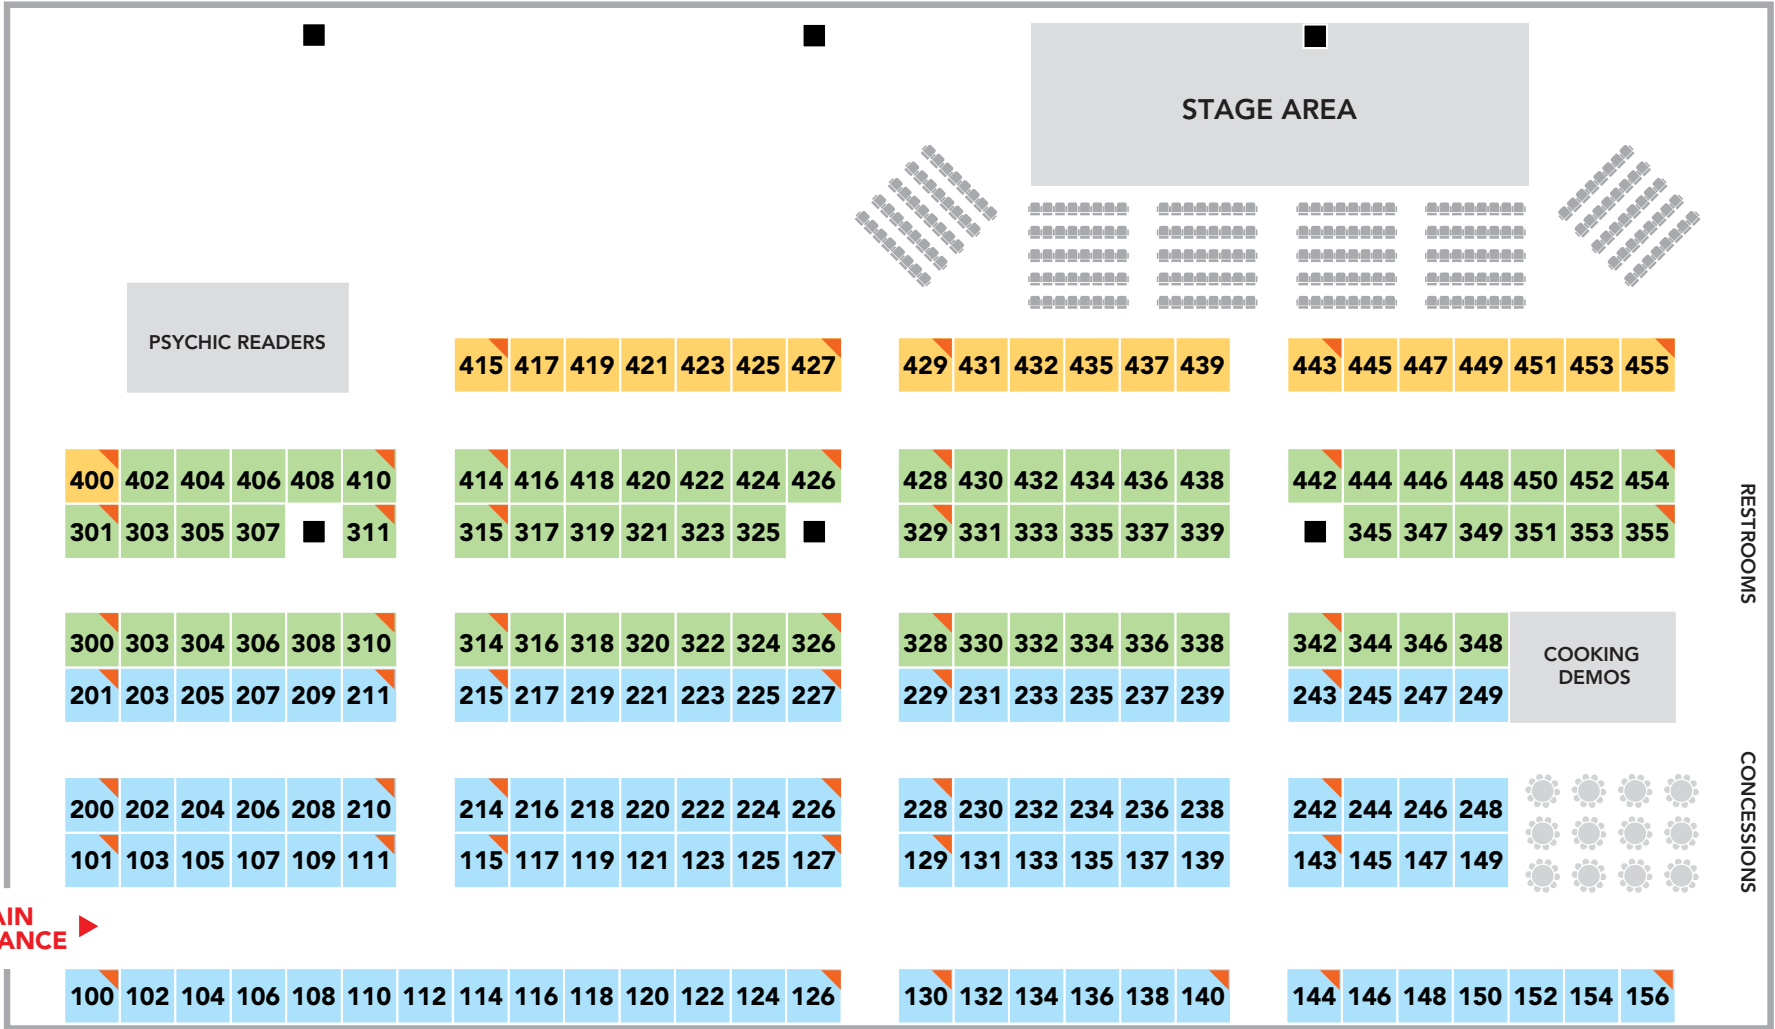 STAGE AREA
PSYCHIC READERS
415 417 419 421 423 425 427 429 431 432 435 437 439 443 445 447 449 451 453 455
400 402 404 406 408 410 414 416 418 420 422 424 426 428 430 432 434 436 438 442 444 446 448 450 452 454
301 303 305 307 311 315 317 319 321 323 325 329 331 333 335 337 339 345 347 349 351 353 355
RESTROOMS
300 303 304 306 308 310 314 316 318 320 322 324 326 328 330 332 334 336 338 342 344 346 348
COOKING
DEMOS
201 203 205 207 209 211 215 217 219 221 223 225 227 229 231 233 235 237 239 243 245 247 249
200 202 204 206 208 210 214 216 218 220 222 224 226 228 230 232 234 236 238 242 244 246 248
101 103 105 107 109 111 115 117 119 121 123 125 127 129 131 133 135 137 139 143 145 147 149
CONCESSIONS
AIN
ANCE
100 102 104 106 108 110 112 114 116 118 120 122 124 126 130 132 134 136 138 140 144 146 148 150 152 154 156